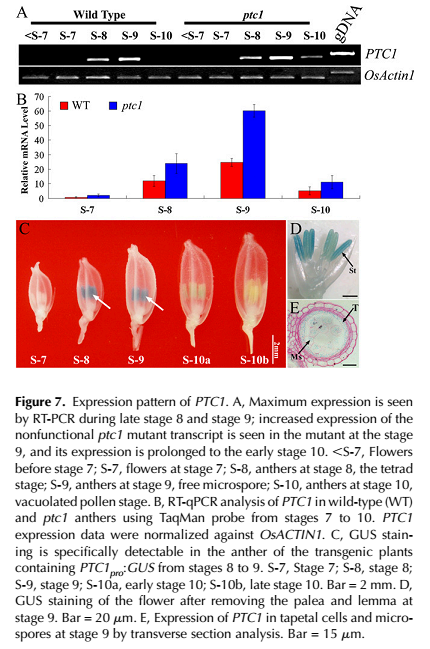 A
Wild Type ptc1
<S-7 S-7 S-8 S-9 S-10 <S-7 S-7 S-8 S-9 S-10 gDNA
PTC1
OsActin1
B
WT ptc1
Relative mRNA Level
70
60
50
40
30
20
10
0
S-7 S-8 S-9 S-10
C
S-7 S-8 S-9 S-10a S-10b
2mm
D
St
E
T
Ms
Figure 7. Expression pattern of PTC1. A, Maximum expression is seen
by RT-PCR during late stage 8 and stage 9; increased expression of the
nonfunctional ptc1 mutant transcript is seen in the mutant at the stage
9, and its expression is prolonged to the early stage 10. <S-7, Flowers
before stage 7; S-7, flowers at stage 7; S-8, anthers at stage 8, the tetrad
stage; S-9, anthers at stage 9, free microspore; S-10, anthers at stage 10,
vacuolated pollen stage. B, RT-qPCR analysis of PTC1 in wild-type (WT)
and ptc1 anthers using TaqMan probe from stages 7 to 10. PTC1
expression data were normalized against OsACTIN1. C, GUS stain-
ing is specifically detectable in the anther of the transgenic plants
containing PTC1pro:GUS from stages 8 to 9. S-7, Stage 7; S-8, stage 8;
S-9, stage 9; S-10a, early stage 10; S-10b, late stage 10. Bar = 2 mm. D,
GUS staining of the flower after removing the palea and lemma at
stage 9. Bar = 20 μm. E, Expression of PTC1 in tapetal cells and micro-
spores at stage 9 by transverse section analysis. Bar = 15 μm.